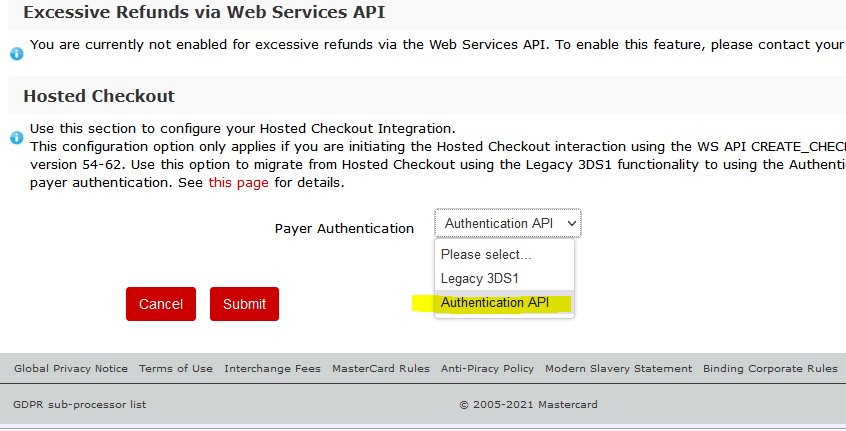 Excessive Refunds via Web Services API
You are currently not enabled for excessive refunds via the Web Services API. To enable this feature, please contact your
Hosted Checkout
Use this section to configure your Hosted Checkout Integration.
This configuration option only applies if you are initiating the Hosted Checkout interaction using the WS API CREATE_CHEC
version 54-62. Use this option to migrate from Hosted Checkout using the Legacy 3DS1 functionality to using the Authenti
payer authentication. See this page for details.
Payer Authentication
Authentication API
Please select...
Legacy 3DS1
Authentication API
Cancel
Submit
Global Privacy Notice Terms of Use Interchange Fees MasterCard Rules Anti-Piracy Policy Modern Slavery Statement Binding Corporate Rules
GDPR sub-processor list
© 2005-2021 Mastercard